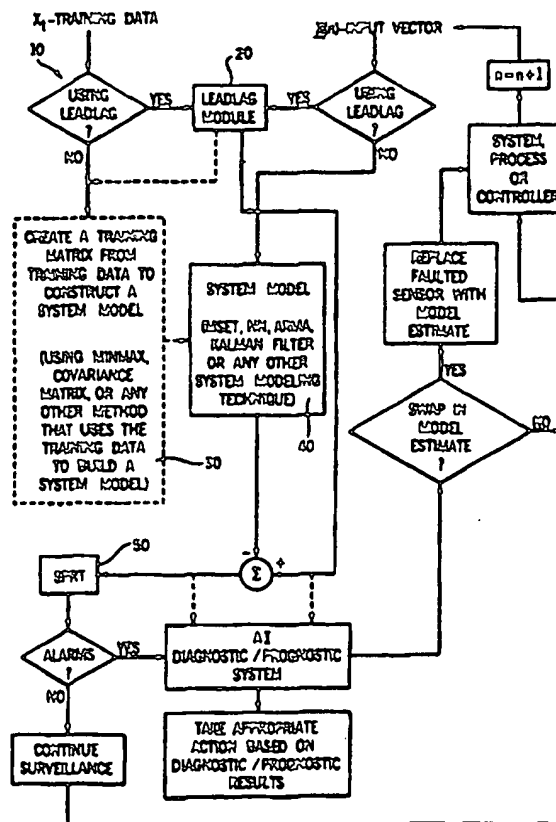 X1-TRAINING DATA
INPUT VECTOR
10
20
n=n+1
USING
LEADLAG
?
YES
LEADLAG
MODULE
YES
USING
LEADLAG
?
NO
NO
SYSTEM,
PROCESS
OR
CONTROLLER
CREATE A TRAINING
MATRIX FROM
TRAINING DATA TO
CONSTRUCT A
SYSTEM MODEL
(USING MINMAX,
COVARIANCE
MATRIX, OR ANY
OTHER METHOD
THAT USES THE
TRAINING DATA
TO BUILD A
SYSTEM MODEL)
30
SYSTEM MODEL
(MSET, NN, ARMA,
KALMAN FILTER
OR ANY OTHER
SYSTEM MODELING
TECHNIQUE)
40
REPLACE
FAULTED
SENSOR WITH
MODEL
ESTIMATE
YES
SWAP IN
MODEL
ESTIMATE
?
NO
50
SPRT
-
Σ
+
ALARMS
?
YES
NO
AI
DIAGNOSTIC/PROGNOSTIC
SYSTEM
CONTINUE
SURVEILLANCE
TAKE APPROPRIATE
ACTION BASED ON
DIAGNOSTIC/PROGNOSTIC
RESULTS